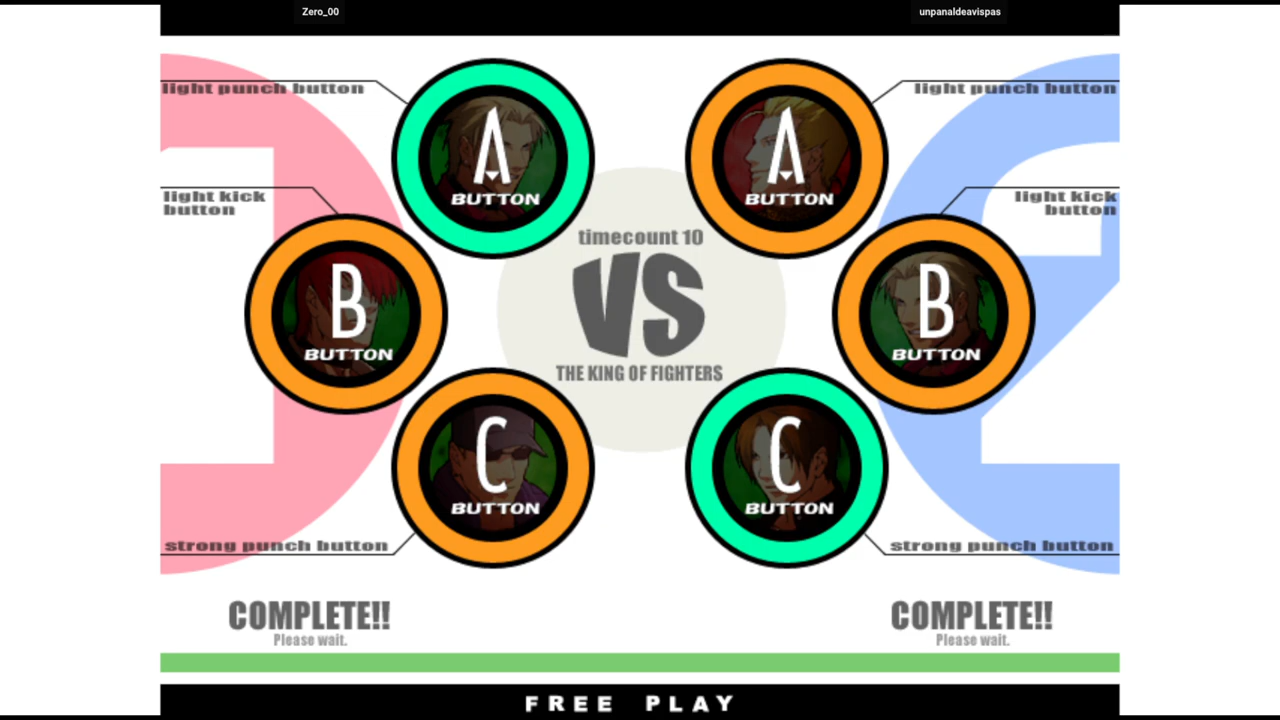 Zero_00
unpanaldeavispas
light punch button
light punch button
A
BUTTON
A
BUTTON
light kick
button
light kick
button
timecount 10
VS
THE KING OF FIGHTERS
B
BUTTON
B
BUTTON
C
BUTTON
C
BUTTON
strong punch button
strong punch button
COMPLETE!!
Please wait.
COMPLETE!!
Please wait.
FREE PLAY